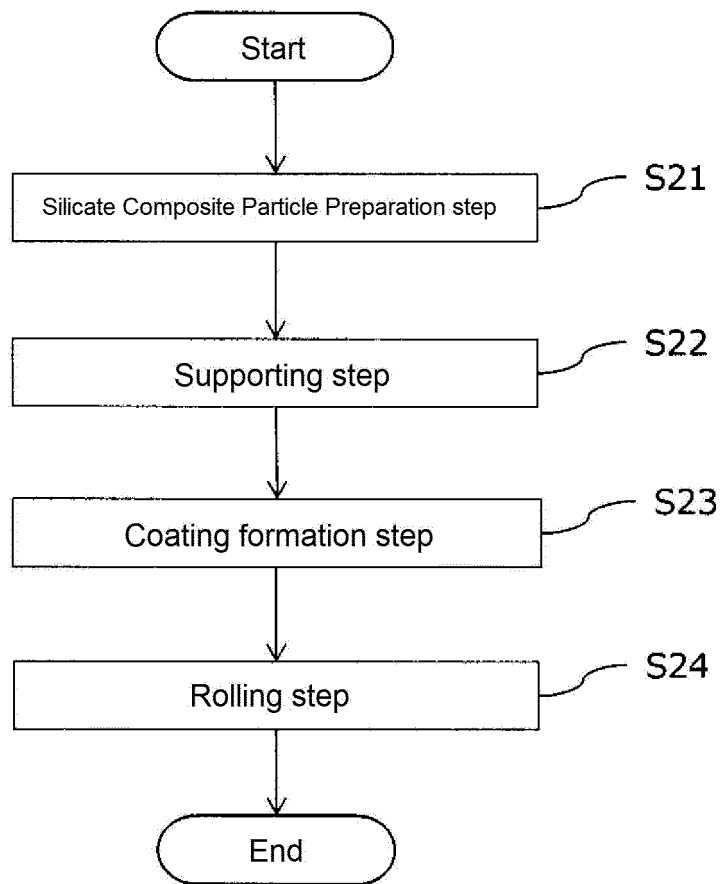 Start
Silicate Composite Particle Preparation step
S21
Supporting step
S22
Coating formation step
S23
Rolling step
S24
End